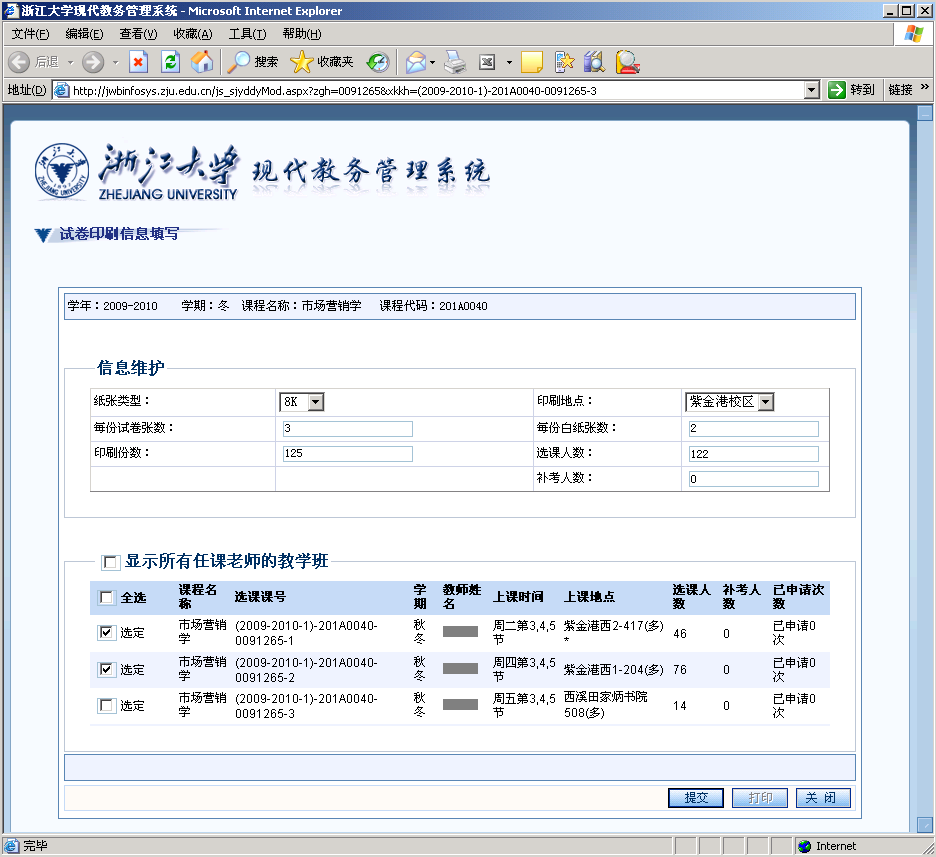 浙江大学现代教务管理系统 - Microsoft Internet Explorer
文件(F) 编辑(E) 查看(V) 收藏(A) 工具(T) 帮助(H)
后退 搜索 收藏夹
地址(D) http://jwbinfosys.zju.edu.cn/js_sjyddyMod.aspx?zgh=0091265&xkkh=(2009-2010-1)-201A0040-0091265-3 转到 链接 »
浙江大学 现代教务管理系统
ZHEJIANG UNIVERSITY
试卷印刷信息填写
学年：2009-2010 学期：冬 课程名称：市场营销学 课程代码：201A0040
信息维护
纸张类型： 8K 印刷地点： 紫金港校区
每份试卷张数： 3 每份白纸张数： 2
印刷份数： 125 选课人数： 122
补考人数： 0
显示所有任课老师的教学班
全选 课程名称 选课课号 学期 教师姓名 上课时间 上课地点 选课人数 补考人数 已申请次数
选定 市场营销学 (2009-2010-1)-201A0040-0091265-1 秋冬 周二第3,4,5节 紫金港西2-417(多)* 46 0 已申请0次
选定 市场营销学 (2009-2010-1)-201A0040-0091265-2 秋冬 周四第3,4,5节 紫金港西1-204(多) 76 0 已申请0次
选定 市场营销学 (2009-2010-1)-201A0040-0091265-3 秋冬 周五第3,4,5节 西溪田家炳书院508(多) 14 0 已申请0次
提交 打印 关 闭
完毕 Internet